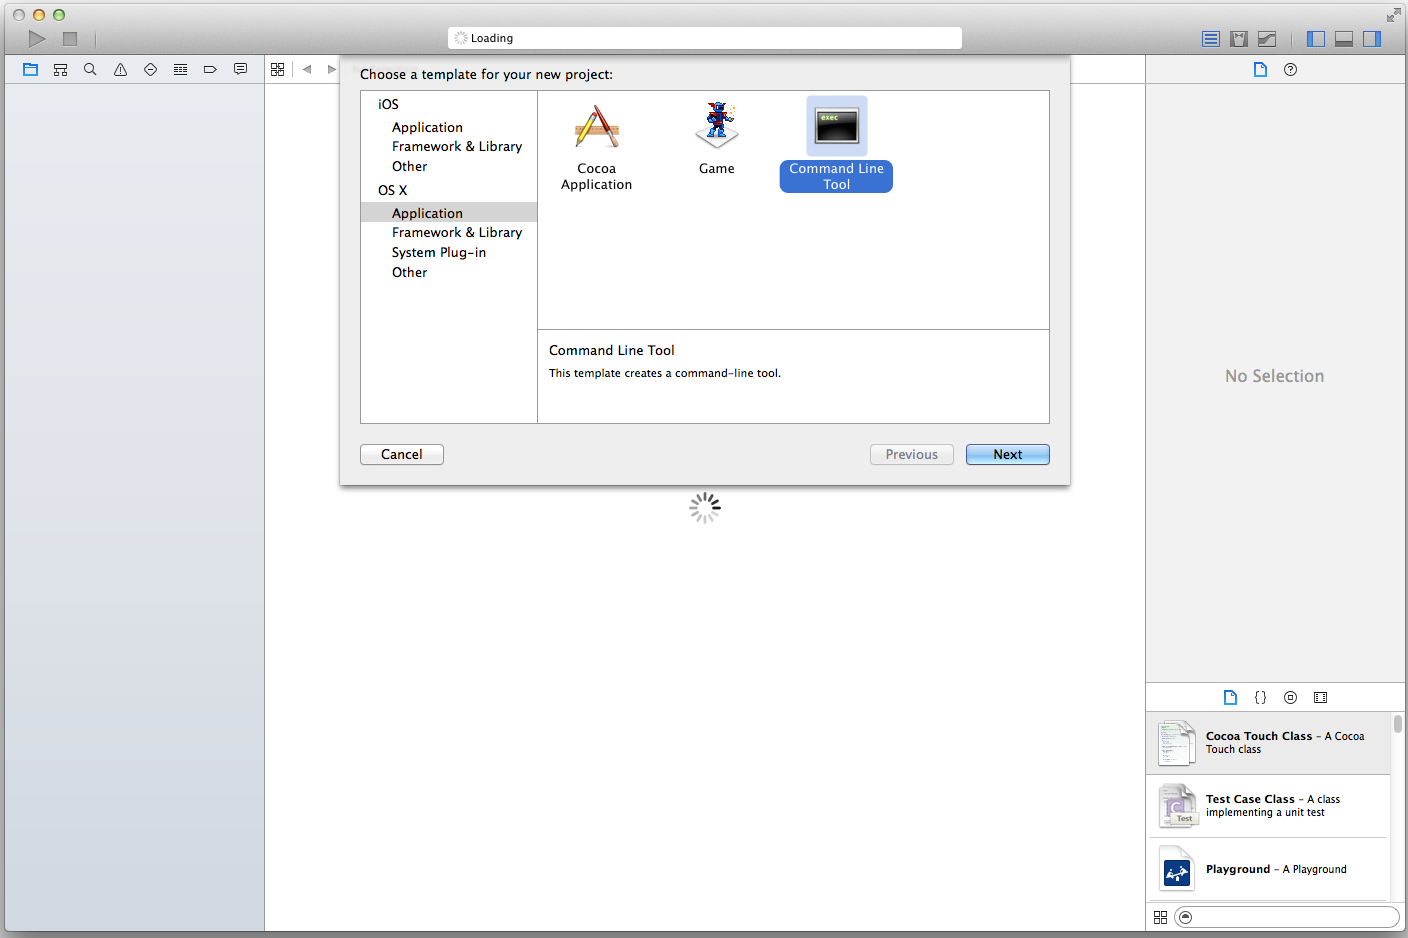 Loading
Choose a template for your new project:
iOS
Application
Framework & Library
Other
OS X
Application
Framework & Library
System Plug-in
Other
Cocoa
Application
Game
exec
Command Line
Tool
Command Line Tool
This template creates a command-line tool.
Cancel
Previous
Next
No Selection
{}
Cocoa Touch Class - A Cocoa
Touch class
C
Test
Test Case Class - A class
implementing a unit test
Playground - A Playground